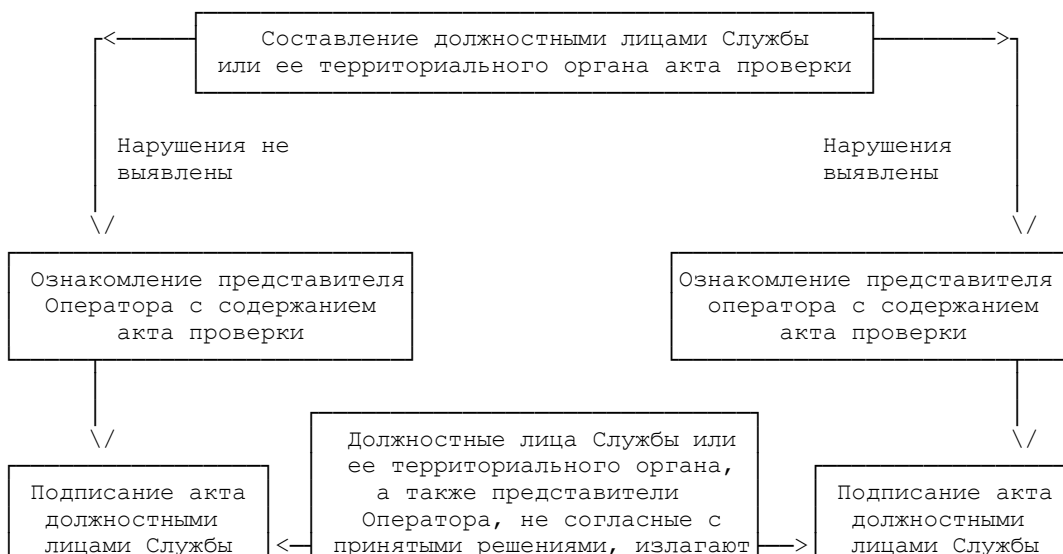 Составление должностными лицами Службы
или ее территориального органа акта проверки
Нарушения не
выявлены
Нарушения
выявлены
Ознакомление представителя
Оператора с содержанием
акта проверки
Ознакомление представителя
оператора с содержанием
акта проверки
Подписание акта
должностными
лицами Службы
Должностные лица Службы или
ее территориального органа,
а также представители
Оператора, не согласные с
принятыми решениями, излагают
Подписание акта
должностными
лицами Службы